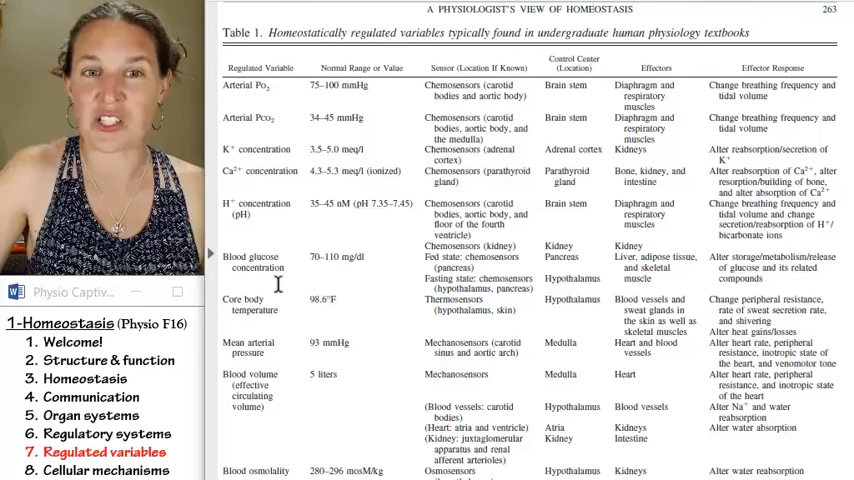 A PHYSIOLOGIST'S VIEW OF HOMEOSTASIS 263
Table 1. Homeostatically regulated variables typically found in undergraduate human physiology textbooks
Control Center
Regulated Variable Normal Range or Value Sensor (Location If Known) (Location) Effectors Effector Response
Arterial PO2 75–100 mmHg Chemosensors (carotid Brain stem Diaphragm and Change breathing frequency and
bodies and aortic body) respiratory tidal volume
muscles
Arterial PCO2 34–45 mmHg Chemosensors (carotid Brain stem Diaphragm and Change breathing frequency and
bodies, aortic body, and respiratory tidal volume
the medulla) muscles
K+ concentration 3.5–5.0 meq/l Chemosensors (adrenal Adrenal cortex Kidneys Alter reabsorption/secretion of
cortex) K+
Ca2+ concentration 4.3–5.3 meq/l (ionized) Chemosensors (parathyroid Parathyroid Bone, kidney, and Alter reabsorption of Ca2+, alter
gland) gland intestine resorption/building of bone,
and alter absorption of Ca2+
H+ concentration 35–45 nM (pH 7.35–7.45) Chemosensors (carotid Brain stem Diaphragm and Change breathing frequency and
(pH) bodies, aortic body, and respiratory tidal volume and change
floor of the fourth muscles secretion/reabsorption of H+/
ventricle) bicarbonate ions
Chemosensors (kidney) Kidney Kidney
Blood glucose 70–110 mg/dl Fed state: chemosensors Pancreas Liver, adipose tissue, Alter storage/metabolism/release
concentration (pancreas) and skeletal of glucose and its related
Fasting state: chemosensors Hypothalamus muscle compounds
(hypothalamus, pancreas)
Core body 98.6°F Thermosensors Hypothalamus Blood vessels and Change peripheral resistance,
temperature (hypothalamus, skin) sweat glands in rate of sweat secretion, and
the skin as well as and shivering
skeletal muscles Alter heat gains/losses
Mean arterial 93 mmHg Mechanosensors (carotid Medulla Heart and blood Alter heart rate, peripheral
pressure sinus and aortic arch) vessels resistance, inotropic state of
the heart, and venomotor tone
Blood volume 5 liters Mechanosensors Medulla Heart Alter heart rate, peripheral
(effective resistance, and inotropic state
circulating of the heart
volume) (Blood vessels: carotid Hypothalamus Blood vessels Alter Na+ and water
bodies) reabsorption
(Heart: atria and ventricle) Atria Kidneys Alter water absorption
(Kidney: juxtaglomerular Kidney Intestine
apparatus and renal
afferent arterioles)
Blood osmolality 280–296 mosM/kg Osmosensors Hypothalamus Kidneys Alter water reabsorption
W Physio Captiv...
1-Homeostasis (Physio F16)
1. Welcome!
2. Structure & function
3. Homeostasis
4. Communication
5. Organ systems
6. Regulatory systems
7. Regulated variables
8. Cellular mechanisms